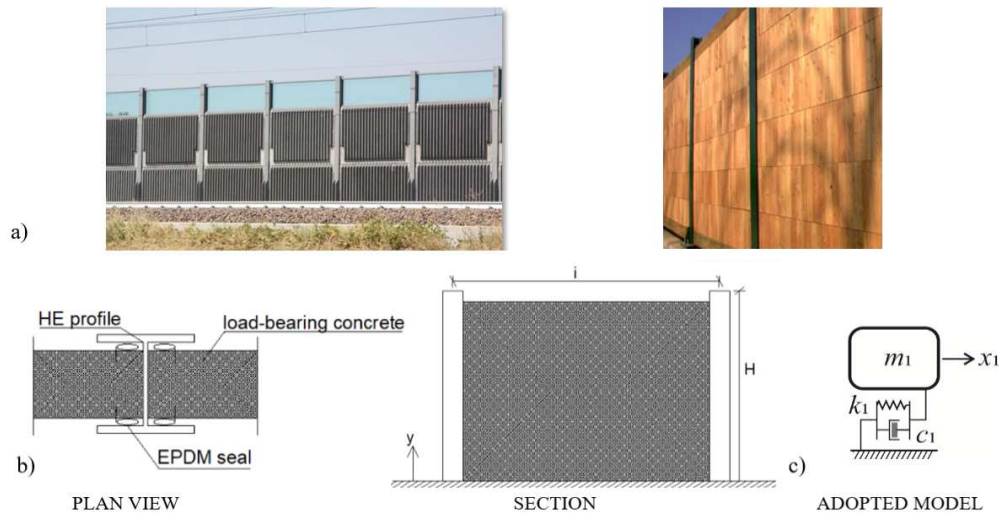 a)
i
HE profile
load-bearing concrete
H
m1
x1
k1
y
c1
EPDM seal
b)
c)
PLAN VIEW
SECTION
ADOPTED MODEL